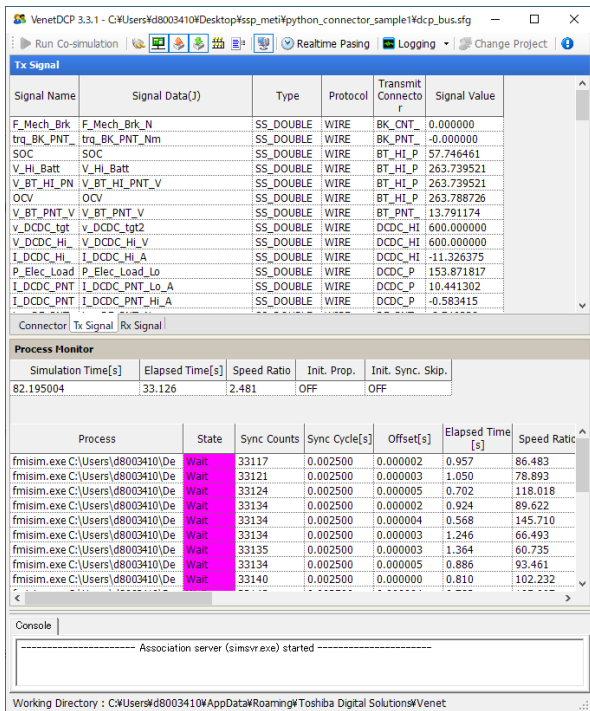 VenetDCP 3.3.1 - C:¥Users¥d8003410¥Desktop¥ssp_meti¥python_connector_sample1¥dcp_bus.sfg
Run Co-simulation Realtime Pasing Logging Change Project
Tx Signal
Signal Name Signal Data(J) Type Protocol Transmit Connector Signal Value
F_Mech_Brk F_Mech_Brk_N SS_DOUBLE WIRE BK_CNT_ 0.000000
trq_BK_PNT_ trq_BK_PNT_Nm SS_DOUBLE WIRE BK_PNT_ -0.000000
SOC SOC SS_DOUBLE WIRE BT_HI_P 57.746461
V_Hi_Batt V_Hi_Batt SS_DOUBLE WIRE BT_HI_P 263.739521
V_BT_HI_PN V_BT_HI_PNT_V SS_DOUBLE WIRE BT_HI_P 263.739521
OCV OCV SS_DOUBLE WIRE BT_HI_P 263.788726
V_BT_PNT_V V_BT_PNT_V SS_DOUBLE WIRE BT_PNT_ 13.791174
v_DCDC_tgt v_DCDC_tgt2 SS_DOUBLE WIRE DCDC_HI 600.000000
V_DCDC_Hi_ V_DCDC_Hi_V SS_DOUBLE WIRE DCDC_HI 600.000000
I_DCDC_Hi_ I_DCDC_Hi_A SS_DOUBLE WIRE DCDC_HI -11.326375
P_Elec_Load P_Elec_Load_Lo SS_DOUBLE WIRE DCDC_P 153.871817
I_DCDC_PNT I_DCDC_PNT_Lo_A SS_DOUBLE WIRE DCDC_P 10.441302
I_DCDC_PNT I_DCDC_PNT_Hi_A SS_DOUBLE WIRE DCDC_P -0.583415
Connector Tx Signal Rx Signal
Process Monitor
Simulation Time[s] Elapsed Time[s] Speed Ratio Init. Prop. Init. Sync. Skip.
82.195004 33.126 2.481 OFF OFF
Process State Sync Counts Sync Cycle[s] Offset[s] Elapsed Time [s] Speed Ratio
fmisim.exe C:\Users\d8003410\De Wait 33117 0.002500 0.000002 0.957 86.483
fmisim.exe C:\Users\d8003410\De Wait 33121 0.002500 0.000003 1.050 78.893
fmisim.exe C:\Users\d8003410\De Wait 33124 0.002500 0.000005 0.702 118.018
fmisim.exe C:\Users\d8003410\De Wait 33134 0.002500 0.000002 0.924 89.622
fmisim.exe C:\Users\d8003410\De Wait 33134 0.002500 0.000004 0.568 145.710
fmisim.exe C:\Users\d8003410\De Wait 33134 0.002500 0.000003 1.246 66.493
fmisim.exe C:\Users\d8003410\De Wait 33135 0.002500 0.000003 1.364 60.735
fmisim.exe C:\Users\d8003410\De Wait 33134 0.002500 0.000005 0.886 93.461
fmisim.exe C:\Users\d8003410\De Wait 33140 0.002500 0.000000 0.810 102.232
Console
---------------------- Association server (simsvr.exe) started ----------------------
Working Directory : C:¥Users¥d8003410¥AppData¥Roaming¥Toshiba Digital Solutions¥Venet